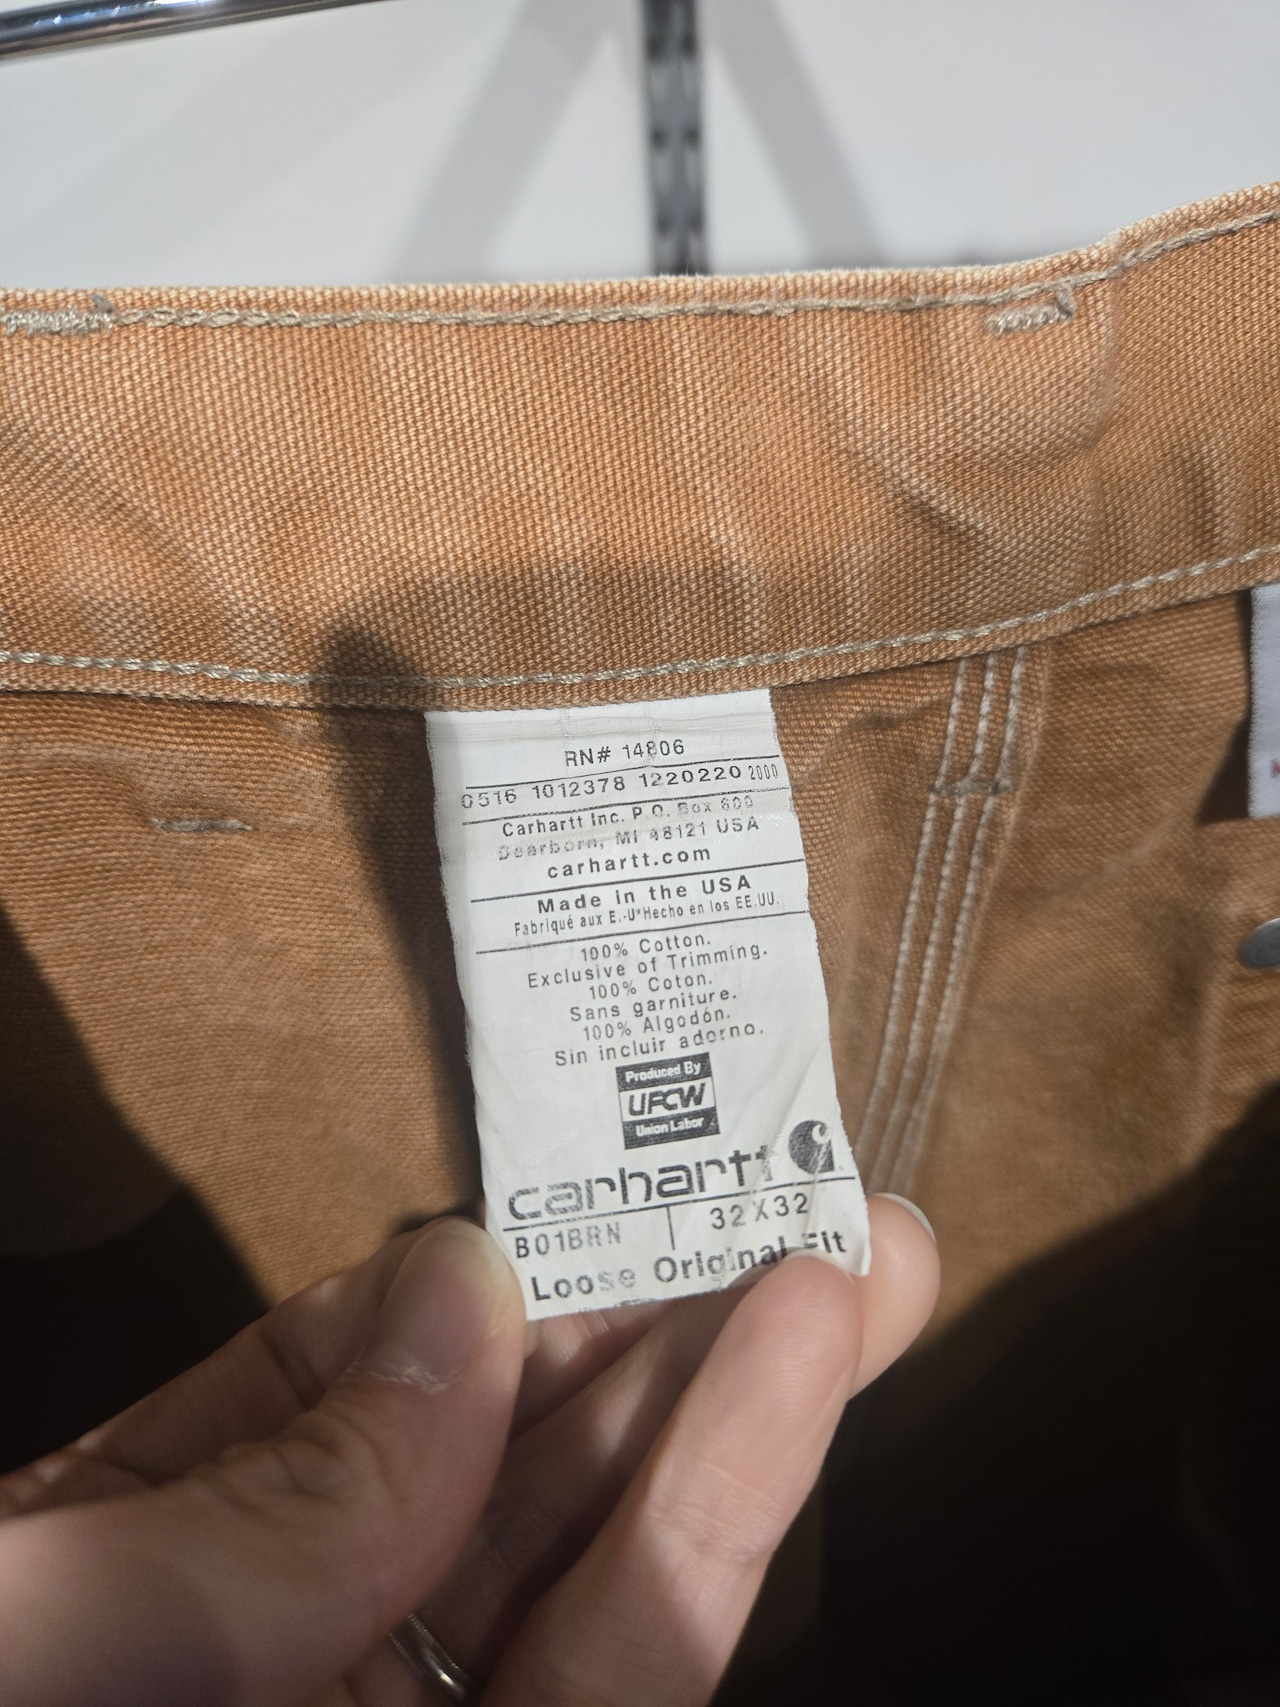 RN# 14806
0516 1012378 1220220 2000
Carhartt Inc. P.O. Box 600
Dearborn, MI 48121 USA
carhartt.com
Made in the USA
Fabriqué aux E.-U*Hecho en los EE.UU.
100% Cotton.
Exclusive of Trimming.
100% Coton.
Sans garniture.
100% Algodón.
Sin incluir adorno.
Produced By
UFCW
Union Labor
carhartt
B01BRN 32X32
Loose Original Fit